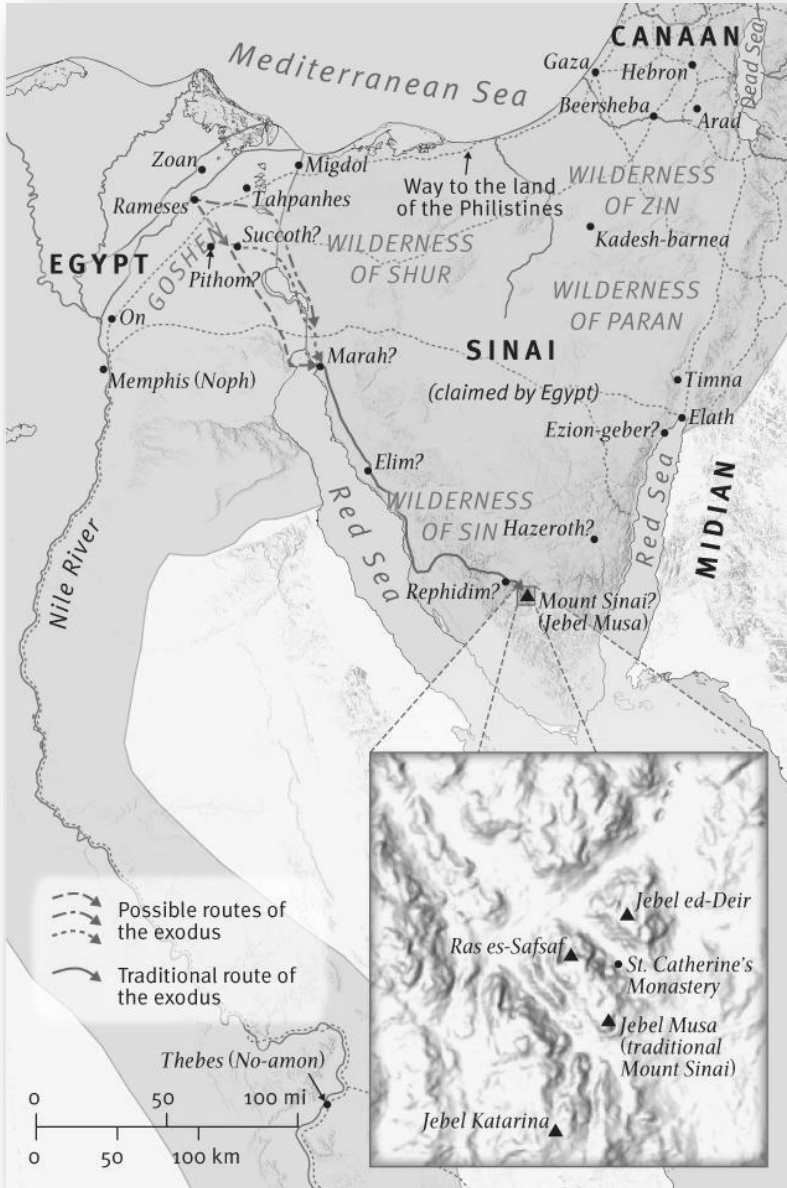 CANAAN
Mediterranean Sea
Gaza
Hebron
Dead Sea
Beersheba
Arad
Zoan
Migdol
Way to the land
of the Philistines
WILDERNESS
OF ZIN
Rameses
Tahpanhes
Kadesh-barnea
Succoth?
WILDERNESS
OF SHUR
EGYPT
GOSHEN
Pithom?
WILDERNESS
OF PARAN
On
Marah?
SINAI
(claimed by Egypt)
Memphis (Noph)
Timna
Elath
Ezion-geber?
Elim?
WILDERNESS
OF SIN
Red Sea
Red Sea
MIDIAN
Hazeroth?
Nile River
Rephidim?
Mount Sinai?
(Jebel Musa)
Jebel ed-Deir
Ras es-Safsaf
St. Catherine's
Monastery
Jebel Musa
(traditional
Mount Sinai)
Jebel Katarina
Possible routes of
the exodus
Traditional route of
the exodus
Thebes (No-amon)
0 50 100 mi
0 50 100 km